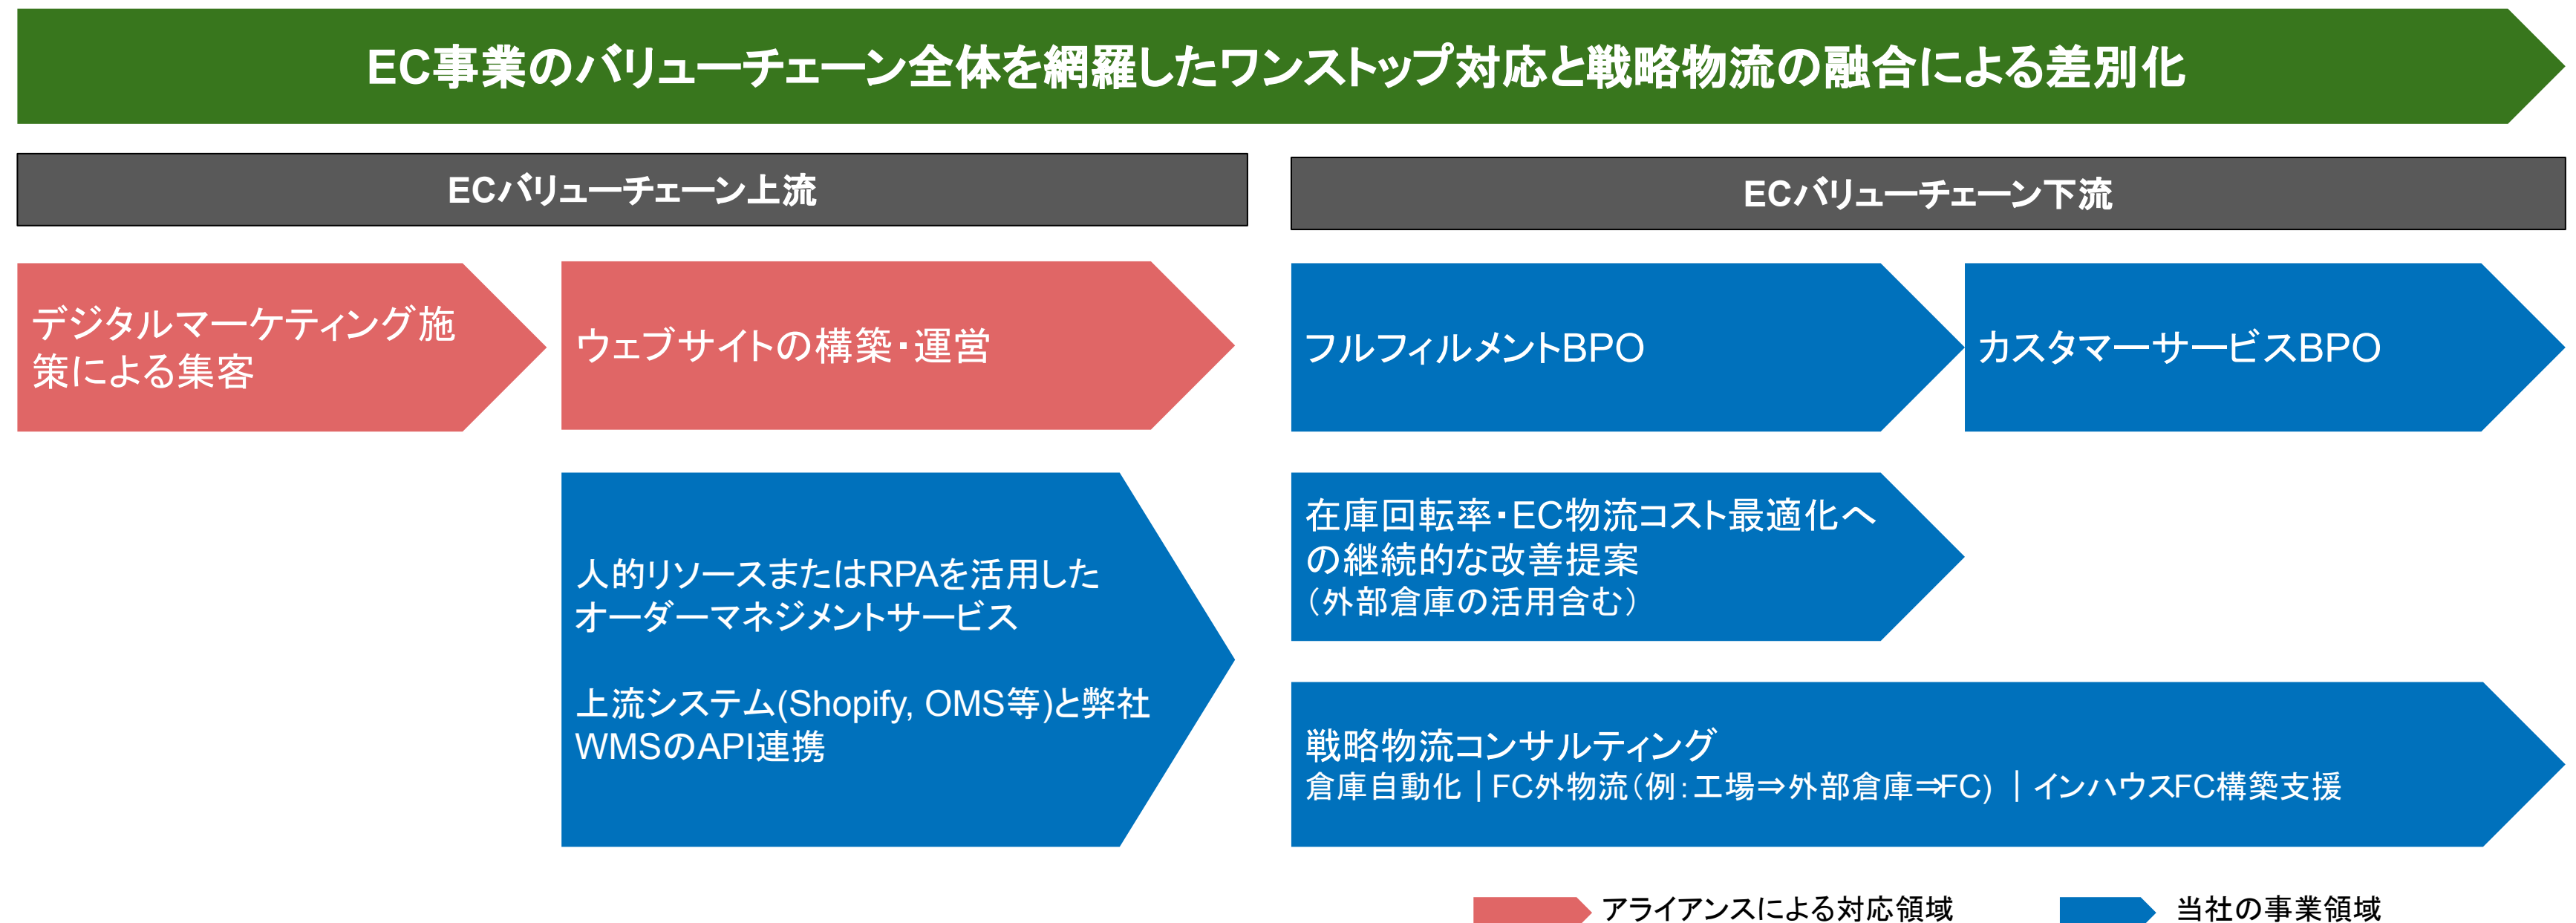 EC事業のバリューチェーン全体を網羅したワンストップ対応と戦略物流の融合による差別化
ECバリューチェーン上流
ECバリューチェーン下流
デジタルマーケティング施
策による集客
ウェブサイトの構築・運営
フルフィルメントBPO
カスタマーサービスBPO
人的リソースまたはRPAを活用した
オーダーマネジメントサービス
上流システム(Shopify, OMS等)と弊社
WMSのAPI連携
在庫回転率・EC物流コスト最適化へ
の継続的な改善提案
（外部倉庫の活用含む）
戦略物流コンサルティング
倉庫自動化｜FC外物流（例：工場⇒外部倉庫⇒FC)｜インハウスFC構築支援
アライアンスによる対応領域
当社の事業領域